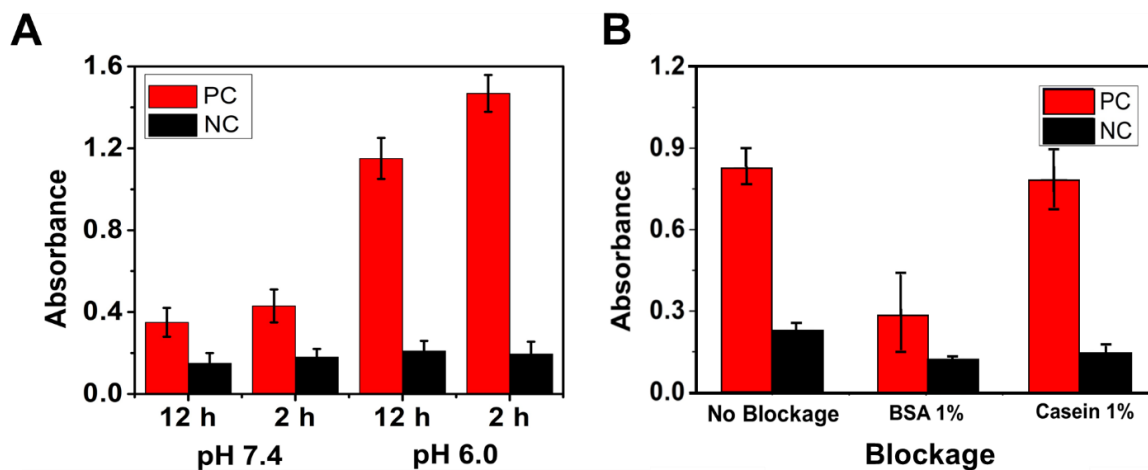 A
Absorbance
1.6
1.2
0.8
0.4
0.0
PC
NC
12 h
2 h
12 h
2 h
pH 7.4
pH 6.0
B
Absorbance
1.2
0.9
0.6
0.3
0.0
PC
NC
No Blockage
BSA 1%
Casein 1%
Blockage